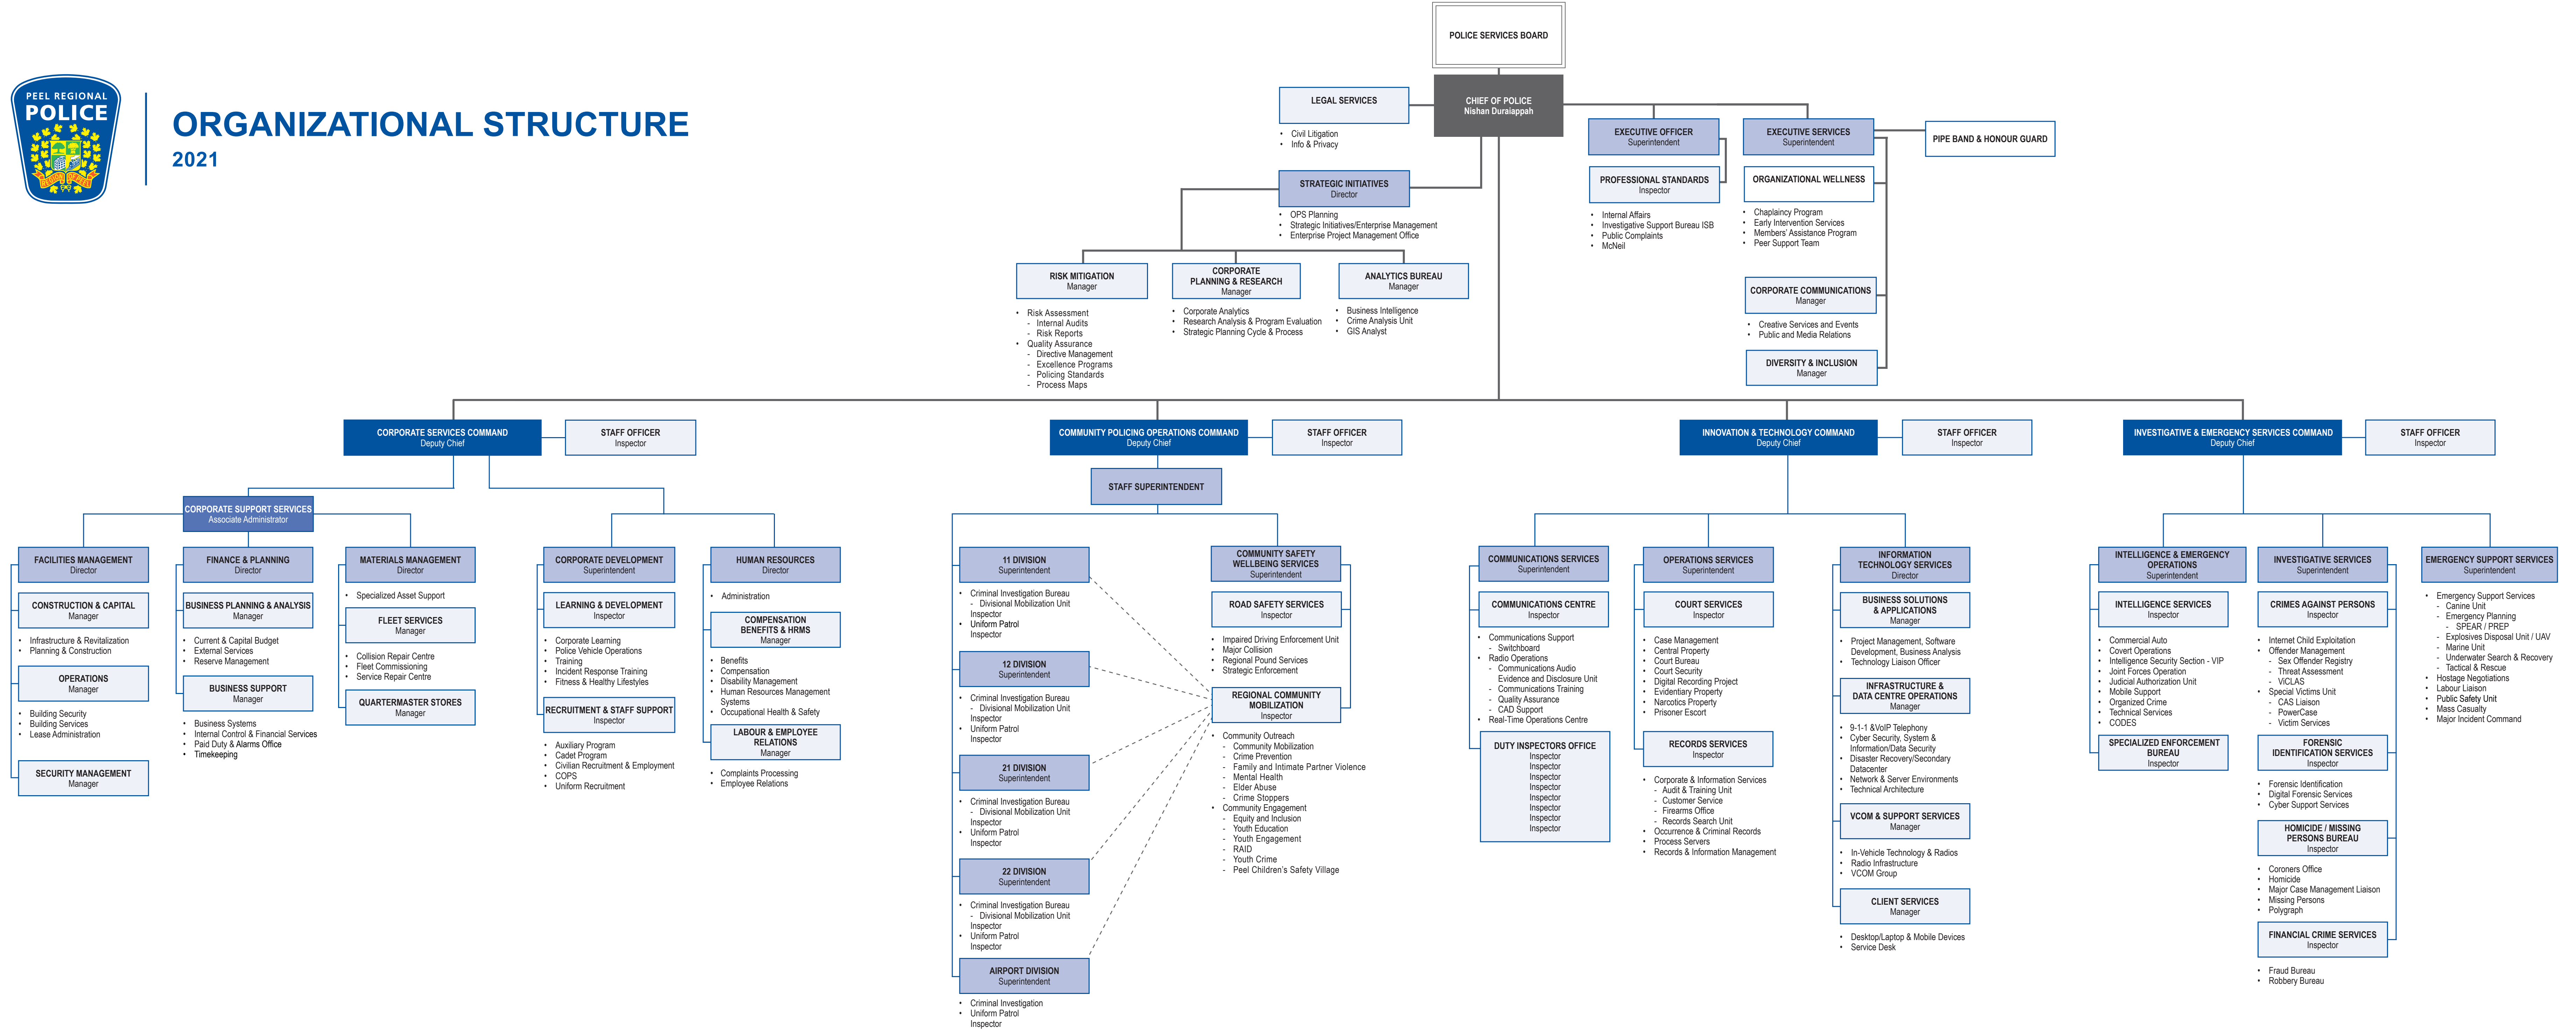 PEEL REGIONAL
POLICE
ORGANIZATIONAL STRUCTURE
2021
POLICE SERVICES BOARD
CHIEF OF POLICE
Nishan Duraiappah
LEGAL SERVICES
• Civil Litigation
• Info & Privacy
STRATEGIC INITIATIVES
Director
• OPS Planning
• Strategic Initiatives/Enterprise Management
• Enterprise Project Management Office
RISK MITIGATION
Manager
• Risk Assessment
- Internal Audits
- Risk Reports
• Quality Assurance
- Directive Management
- Excellence Programs
- Policing Standards
- Process Maps
CORPORATE
PLANNING & RESEARCH
Manager
• Corporate Analytics
• Research Analysis & Program Evaluation
• Strategic Planning Cycle & Process
ANALYTICS BUREAU
Manager
• Business Intelligence
• Crime Analysis Unit
• GIS Analyst
EXECUTIVE OFFICER
Superintendent
PROFESSIONAL STANDARDS
Inspector
• Internal Affairs
• Investigative Support Bureau ISB
• Public Complaints
• McNeil
EXECUTIVE SERVICES
Superintendent
PIPE BAND & HONOUR GUARD
ORGANIZATIONAL WELLNESS
• Chaplaincy Program
• Early Intervention Services
• Members' Assistance Program
• Peer Support Team
CORPORATE COMMUNICATIONS
Manager
• Creative Services and Events
• Public and Media Relations
DIVERSITY & INCLUSION
Manager
CORPORATE SERVICES COMMAND
Deputy Chief
STAFF OFFICER
Inspector
CORPORATE SUPPORT SERVICES
Associate Administrator
FACILITIES MANAGEMENT
Director
CONSTRUCTION & CAPITAL
Manager
• Infrastructure & Revitalization
• Planning & Construction
OPERATIONS
Manager
• Building Security
• Building Services
• Lease Administration
SECURITY MANAGEMENT
Manager
FINANCE & PLANNING
Director
BUSINESS PLANNING & ANALYSIS
Manager
• Current & Capital Budget
• External Services
• Reserve Management
BUSINESS SUPPORT
Manager
• Business Systems
• Internal Control & Financial Services
• Paid Duty & Alarms Office
• Timekeeping
MATERIALS MANAGEMENT
Director
• Specialized Asset Support
FLEET SERVICES
Manager
• Collision Repair Centre
• Fleet Commissioning
• Service Repair Centre
QUARTERMASTER STORES
Manager
CORPORATE DEVELOPMENT
Superintendent
LEARNING & DEVELOPMENT
Inspector
• Corporate Learning
• Police Vehicle Operations
• Training
• Incident Response Training
• Fitness & Healthy Lifestyles
RECRUITMENT & STAFF SUPPORT
Inspector
• Auxiliary Program
• Cadet Program
• Civilian Recruitment & Employment
• COPS
• Uniform Recruitment
HUMAN RESOURCES
Director
• Administration
COMPENSATION
BENEFITS & HRMS
Manager
• Benefits
• Compensation
• Disability Management
• Human Resources Management
Systems
• Occupational Health & Safety
LABOUR & EMPLOYEE
RELATIONS
Manager
• Complaints Processing
• Employee Relations
COMMUNITY POLICING OPERATIONS COMMAND
Deputy Chief
STAFF OFFICER
Inspector
STAFF SUPERINTENDENT
11 DIVISION
Superintendent
• Criminal Investigation Bureau
- Divisional Mobilization Unit
Inspector
• Uniform Patrol
Inspector
12 DIVISION
Superintendent
• Criminal Investigation Bureau
- Divisional Mobilization Unit
Inspector
• Uniform Patrol
Inspector
21 DIVISION
Superintendent
• Criminal Investigation Bureau
- Divisional Mobilization Unit
Inspector
• Uniform Patrol
Inspector
22 DIVISION
Superintendent
• Criminal Investigation Bureau
- Divisional Mobilization Unit
Inspector
• Uniform Patrol
Inspector
AIRPORT DIVISION
Superintendent
• Criminal Investigation
• Uniform Patrol
Inspector
COMMUNITY SAFETY
WELLBEING SERVICES
Superintendent
ROAD SAFETY SERVICES
Inspector
• Impaired Driving Enforcement Unit
• Major Collision
• Regional Pound Services
• Strategic Enforcement
REGIONAL COMMUNITY
MOBILIZATION
Inspector
• Community Outreach
- Community Mobilization
- Crime Prevention
- Family and Intimate Partner Violence
- Mental Health
- Elder Abuse
- Crime Stoppers
• Community Engagement
- Equity and Inclusion
- Youth Education
- Youth Engagement
- RAID
- Youth Crime
- Peel Children's Safety Village
INNOVATION & TECHNOLOGY COMMAND
Deputy Chief
STAFF OFFICER
Inspector
COMMUNICATIONS SERVICES
Superintendent
COMMUNICATIONS CENTRE
Inspector
• Communications Support
- Switchboard
• Radio Operations
- Communications Audio
Evidence and Disclosure Unit
- Communications Training
- Quality Assurance
- CAD Support
• Real-Time Operations Centre
DUTY INSPECTORS OFFICE
Inspector
Inspector
Inspector
Inspector
Inspector
Inspector
Inspector
Inspector
OPERATIONS SERVICES
Superintendent
COURT SERVICES
Inspector
• Case Management
• Central Property
• Court Bureau
• Court Security
• Digital Recording Project
• Evidentiary Property
• Narcotics Property
• Prisoner Escort
RECORDS SERVICES
Inspector
• Corporate & Information Services
- Audit & Training Unit
- Customer Service
- Firearms Office
- Records Search Unit
• Occurrence & Criminal Records
• Process Servers
• Records & Information Management
INFORMATION
TECHNOLOGY SERVICES
Director
BUSINESS SOLUTIONS
& APPLICATIONS
Manager
• Project Management, Software
Development, Business Analysis
• Technology Liaison Officer
INFRASTRUCTURE &
DATA CENTRE OPERATIONS
Manager
• 9-1-1 &VoIP Telephony
• Cyber Security, System &
Information/Data Security
• Disaster Recovery/Secondary
Datacenter
• Network & Server Environments
• Technical Architecture
VCOM & SUPPORT SERVICES
Manager
• In-Vehicle Technology & Radios
• Radio Infrastructure
• VCOM Group
CLIENT SERVICES
Manager
• Desktop/Laptop & Mobile Devices
• Service Desk
INVESTIGATIVE & EMERGENCY SERVICES COMMAND
Deputy Chief
STAFF OFFICER
Inspector
INTELLIGENCE & EMERGENCY
OPERATIONS
Superintendent
INTELLIGENCE SERVICES
Inspector
• Commercial Auto
• Covert Operations
• Intelligence Security Section - VIP
• Joint Forces Operation
• Judicial Authorization Unit
• Mobile Support
• Organized Crime
• Technical Services
• CODES
SPECIALIZED ENFORCEMENT
BUREAU
Inspector
INVESTIGATIVE SERVICES
Superintendent
CRIMES AGAINST PERSONS
Inspector
• Internet Child Exploitation
• Offender Management
- Sex Offender Registry
- Threat Assessment
- ViCLAS
• Special Victims Unit
- CAS Liaison
- PowerCase
- Victim Services
FORENSIC
IDENTIFICATION SERVICES
Inspector
• Forensic Identification
• Digital Forensic Services
• Cyber Support Services
HOMICIDE / MISSING
PERSONS BUREAU
Inspector
• Coroners Office
• Homicide
• Major Case Management Liaison
• Missing Persons
• Polygraph
FINANCIAL CRIME SERVICES
Inspector
• Fraud Bureau
• Robbery Bureau
EMERGENCY SUPPORT SERVICES
Superintendent
• Emergency Support Services
- Canine Unit
- Emergency Planning
- SPEAR / PREP
- Explosives Disposal Unit / UAV
- Marine Unit
- Underwater Search & Recovery
- Tactical & Rescue
• Hostage Negotiations
• Labour Liaison
• Public Safety Unit
• Mass Casualty
• Major Incident Command